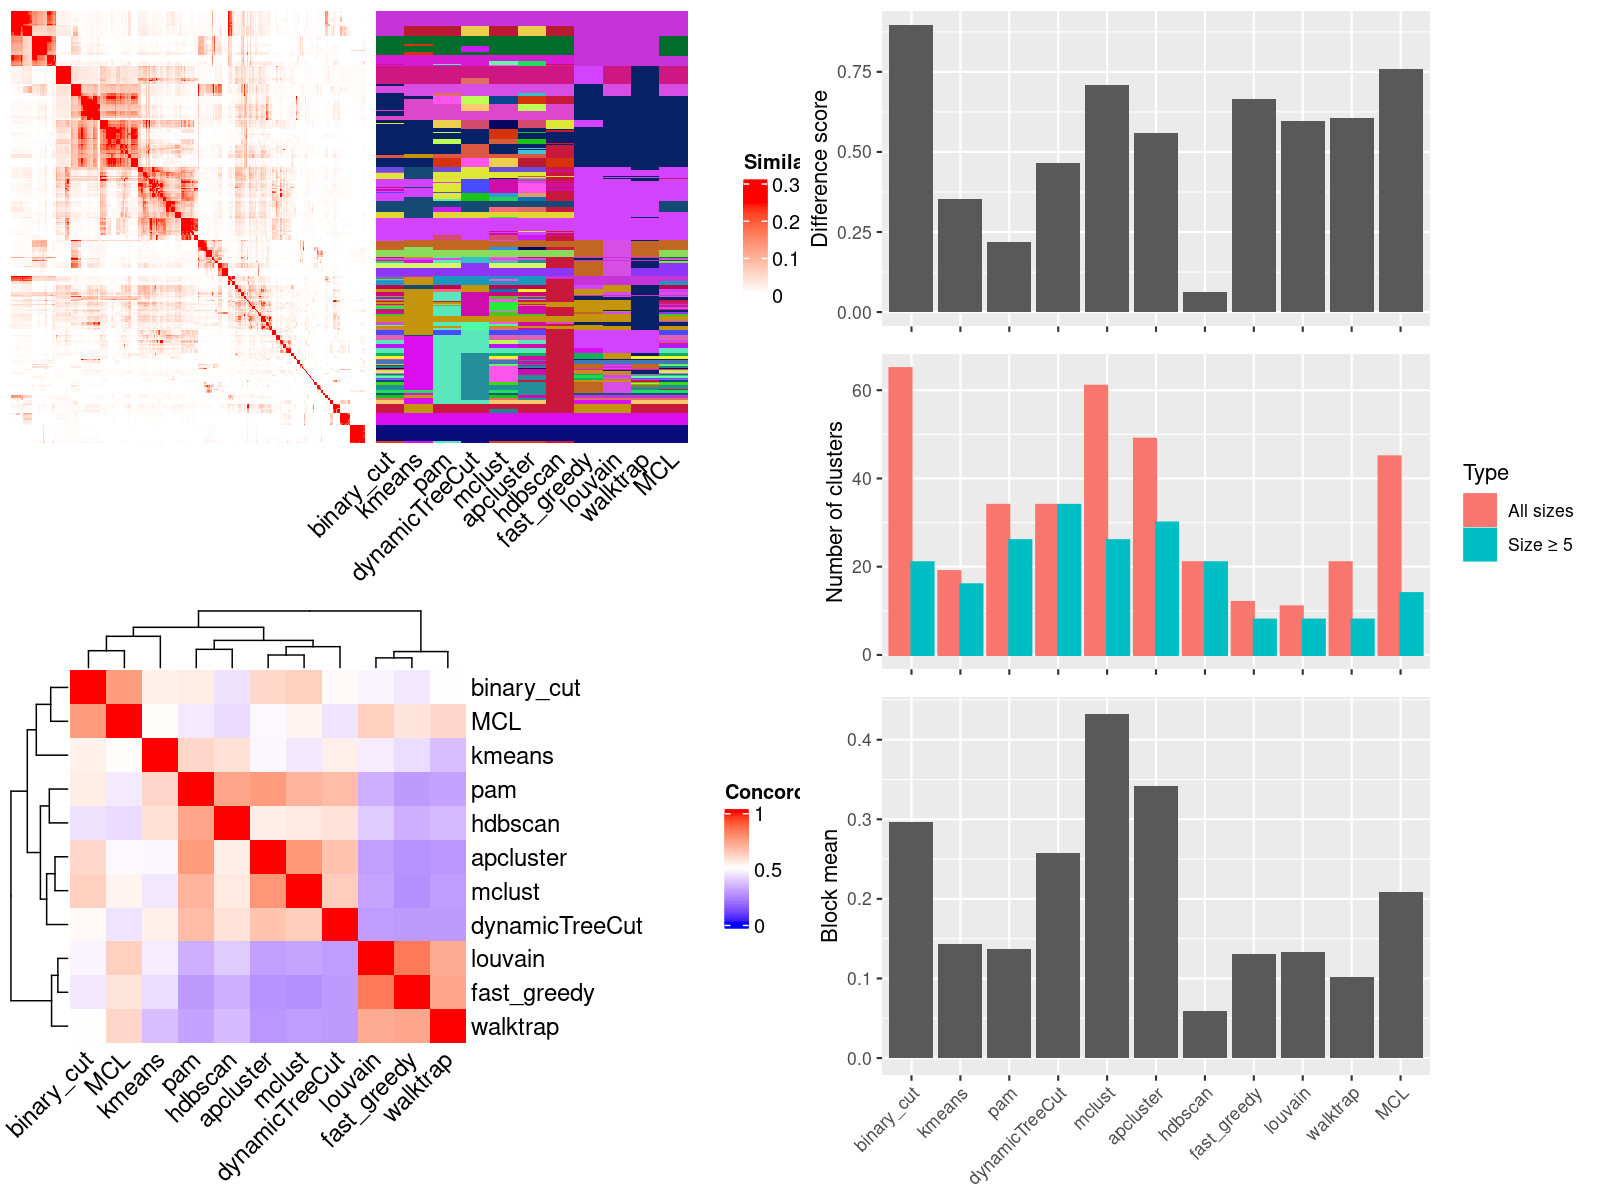 Simila
0.3
0.2
0.1
0
binary_cut
kmeans
pam
dynamicTreeCut
mclust
apcluster
hdbscan
fast_greedy
louvain
walktrap
MCL
binary_cut
MCL
kmeans
pam
hdbscan
apcluster
mclust
dynamicTreeCut
louvain
fast_greedy
walktrap
Concord
1
0.5
0
binary_cut
MCL
kmeans
pam
hdbscan
apcluster
mclust
dynamicTreeCut
louvain
fast_greedy
walktrap
Difference score
0.75
0.50
0.25
0.00
Number of clusters
60
40
20
0
Type
All sizes
Size ≥ 5
Block mean
0.4
0.3
0.2
0.1
0.0
binary_cut
kmeans
pam
dynamicTreeCut
mclust
apcluster
hdbscan
fast_greedy
louvain
walktrap
MCL